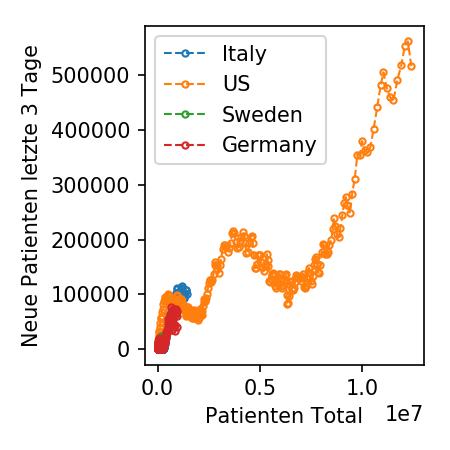 Italy
US
Sweden
Germany
Neue Patienten letzte 3 Tage
500000
400000
300000
200000
100000
0
0.0
0.5
1.0
1e7
Patienten Total